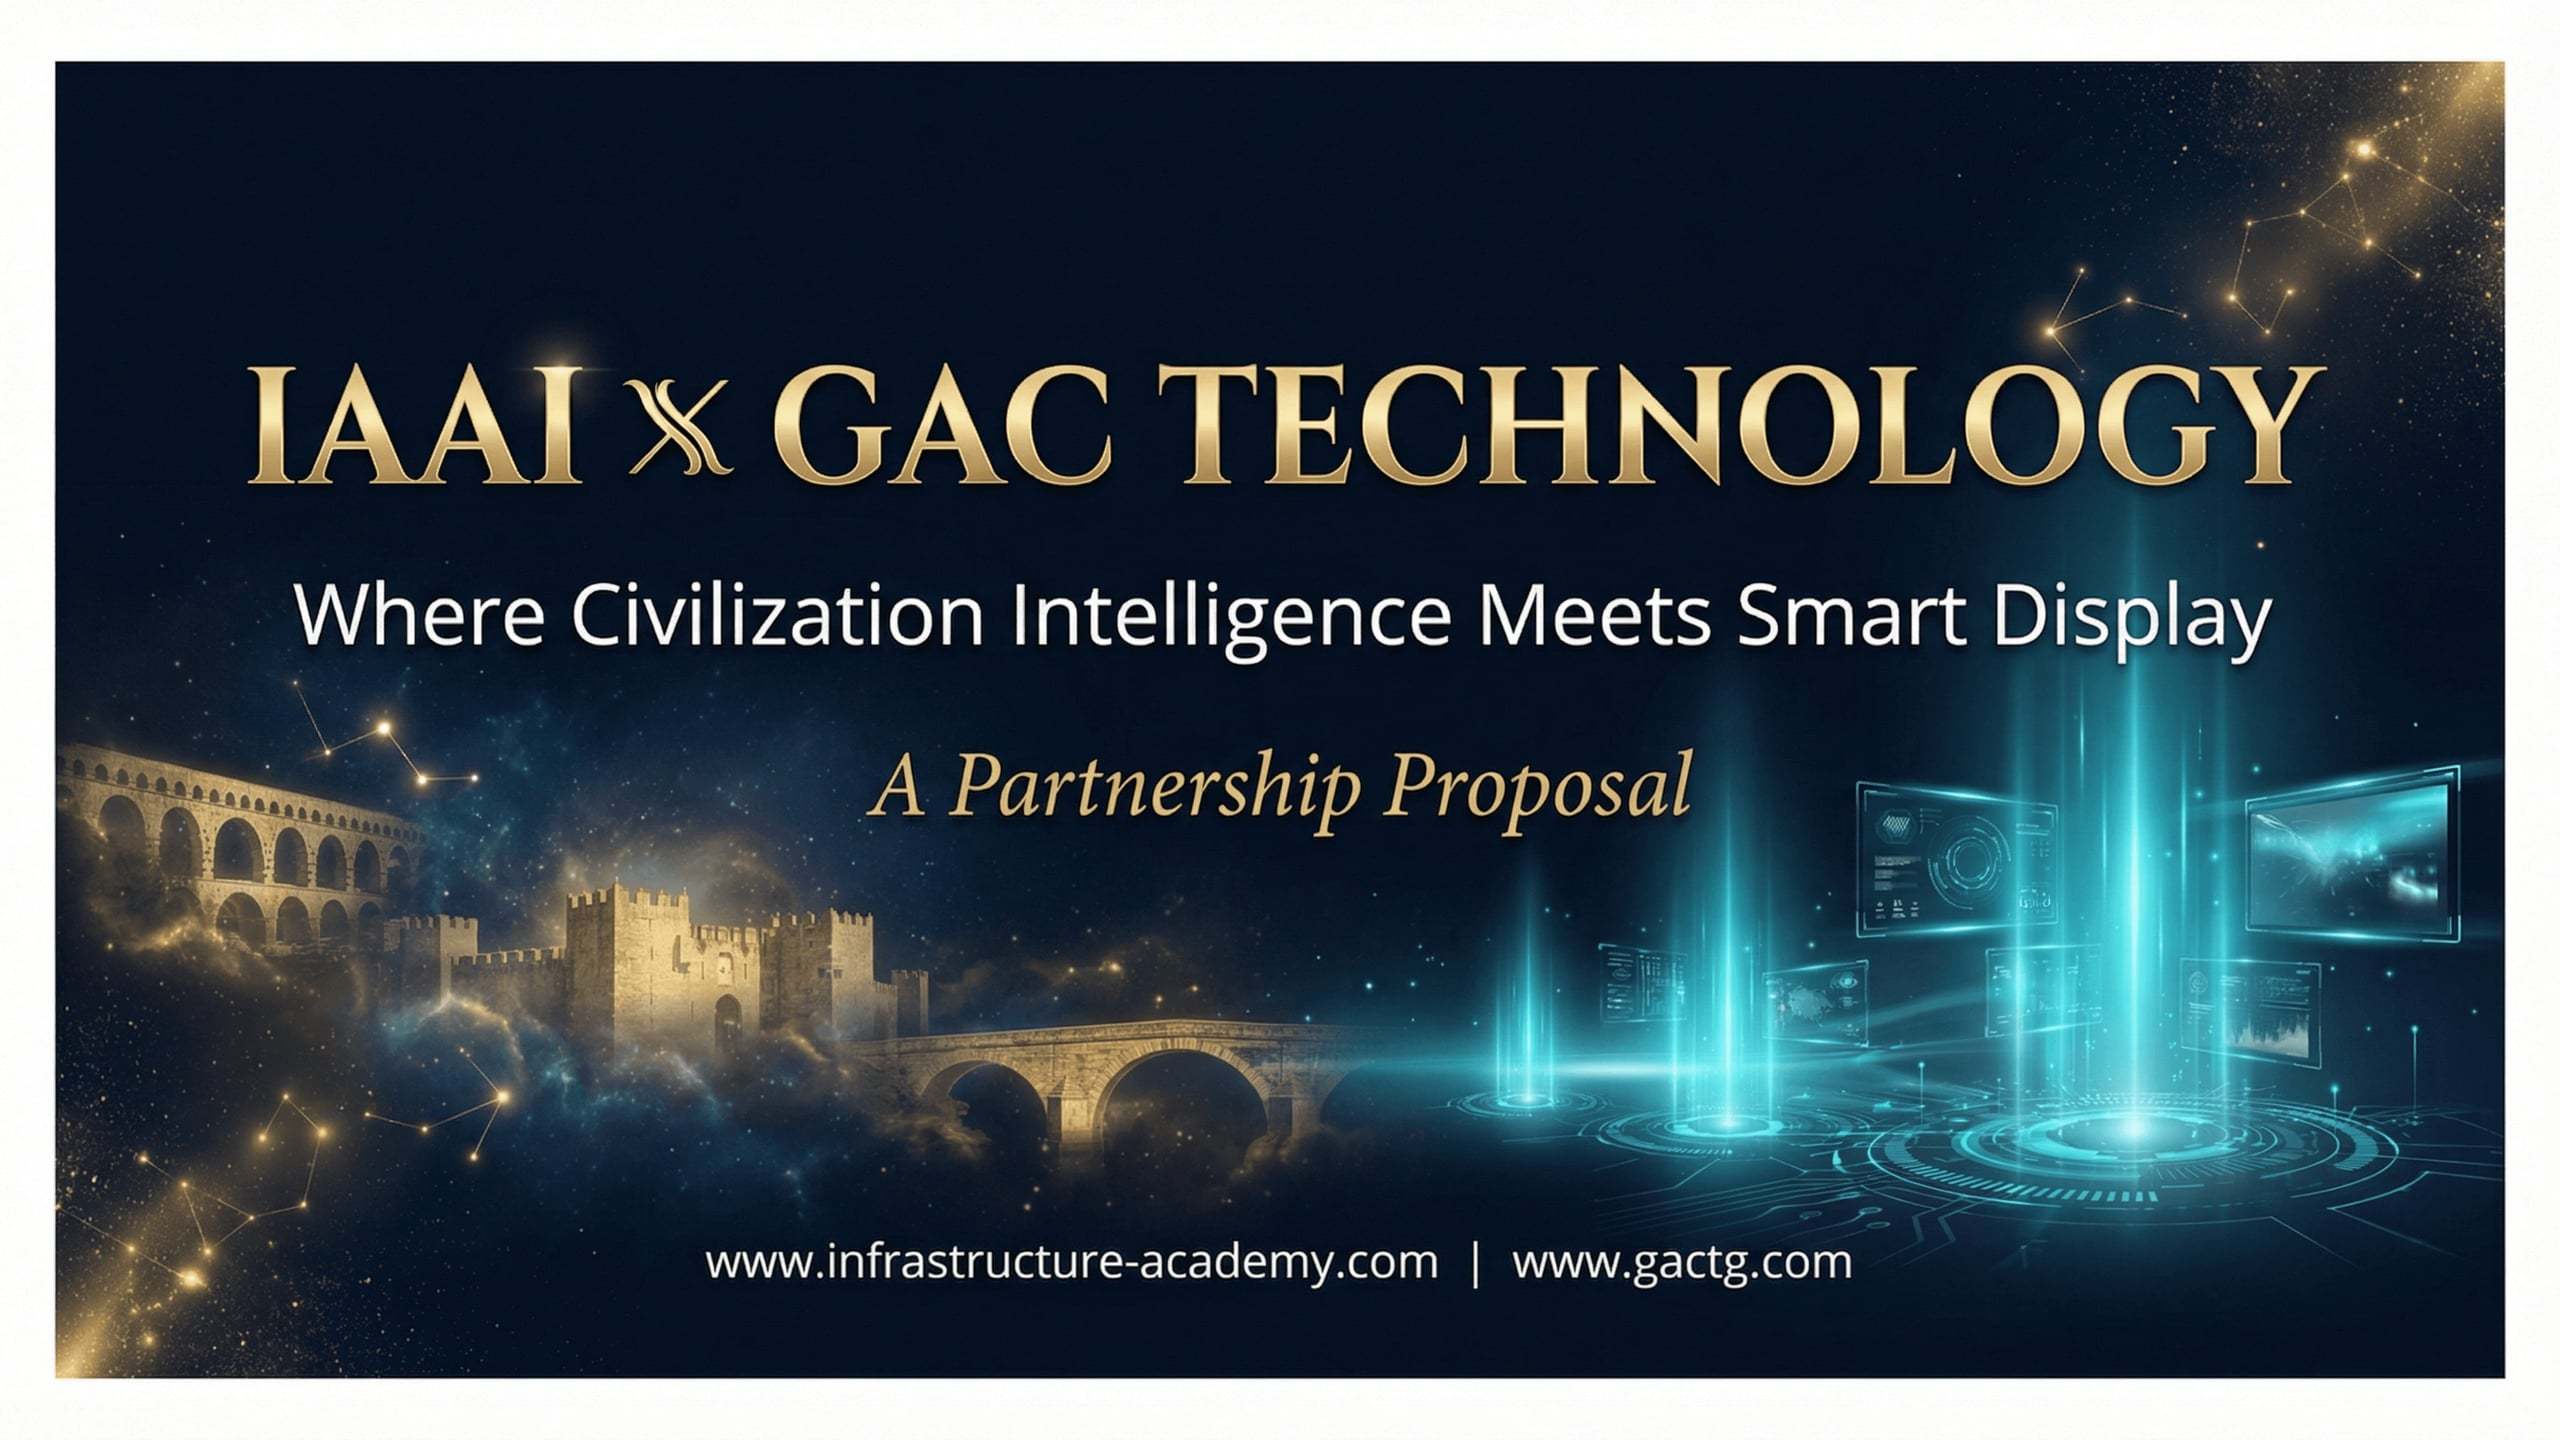 IAAI X GAC TECHNOLOGY
Where Civilization Intelligence Meets Smart Display
A Partnership Proposal
www.infrastructure-academy.com | www.gactg.com